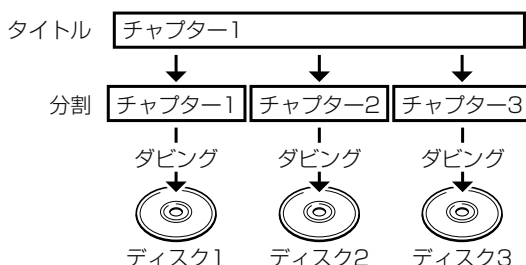 タイトル チャプター1
分割 チャプター1 チャプター2 チャプター3
ダビング ダビング ダビング
ディスク1 ディスク2 ディスク3